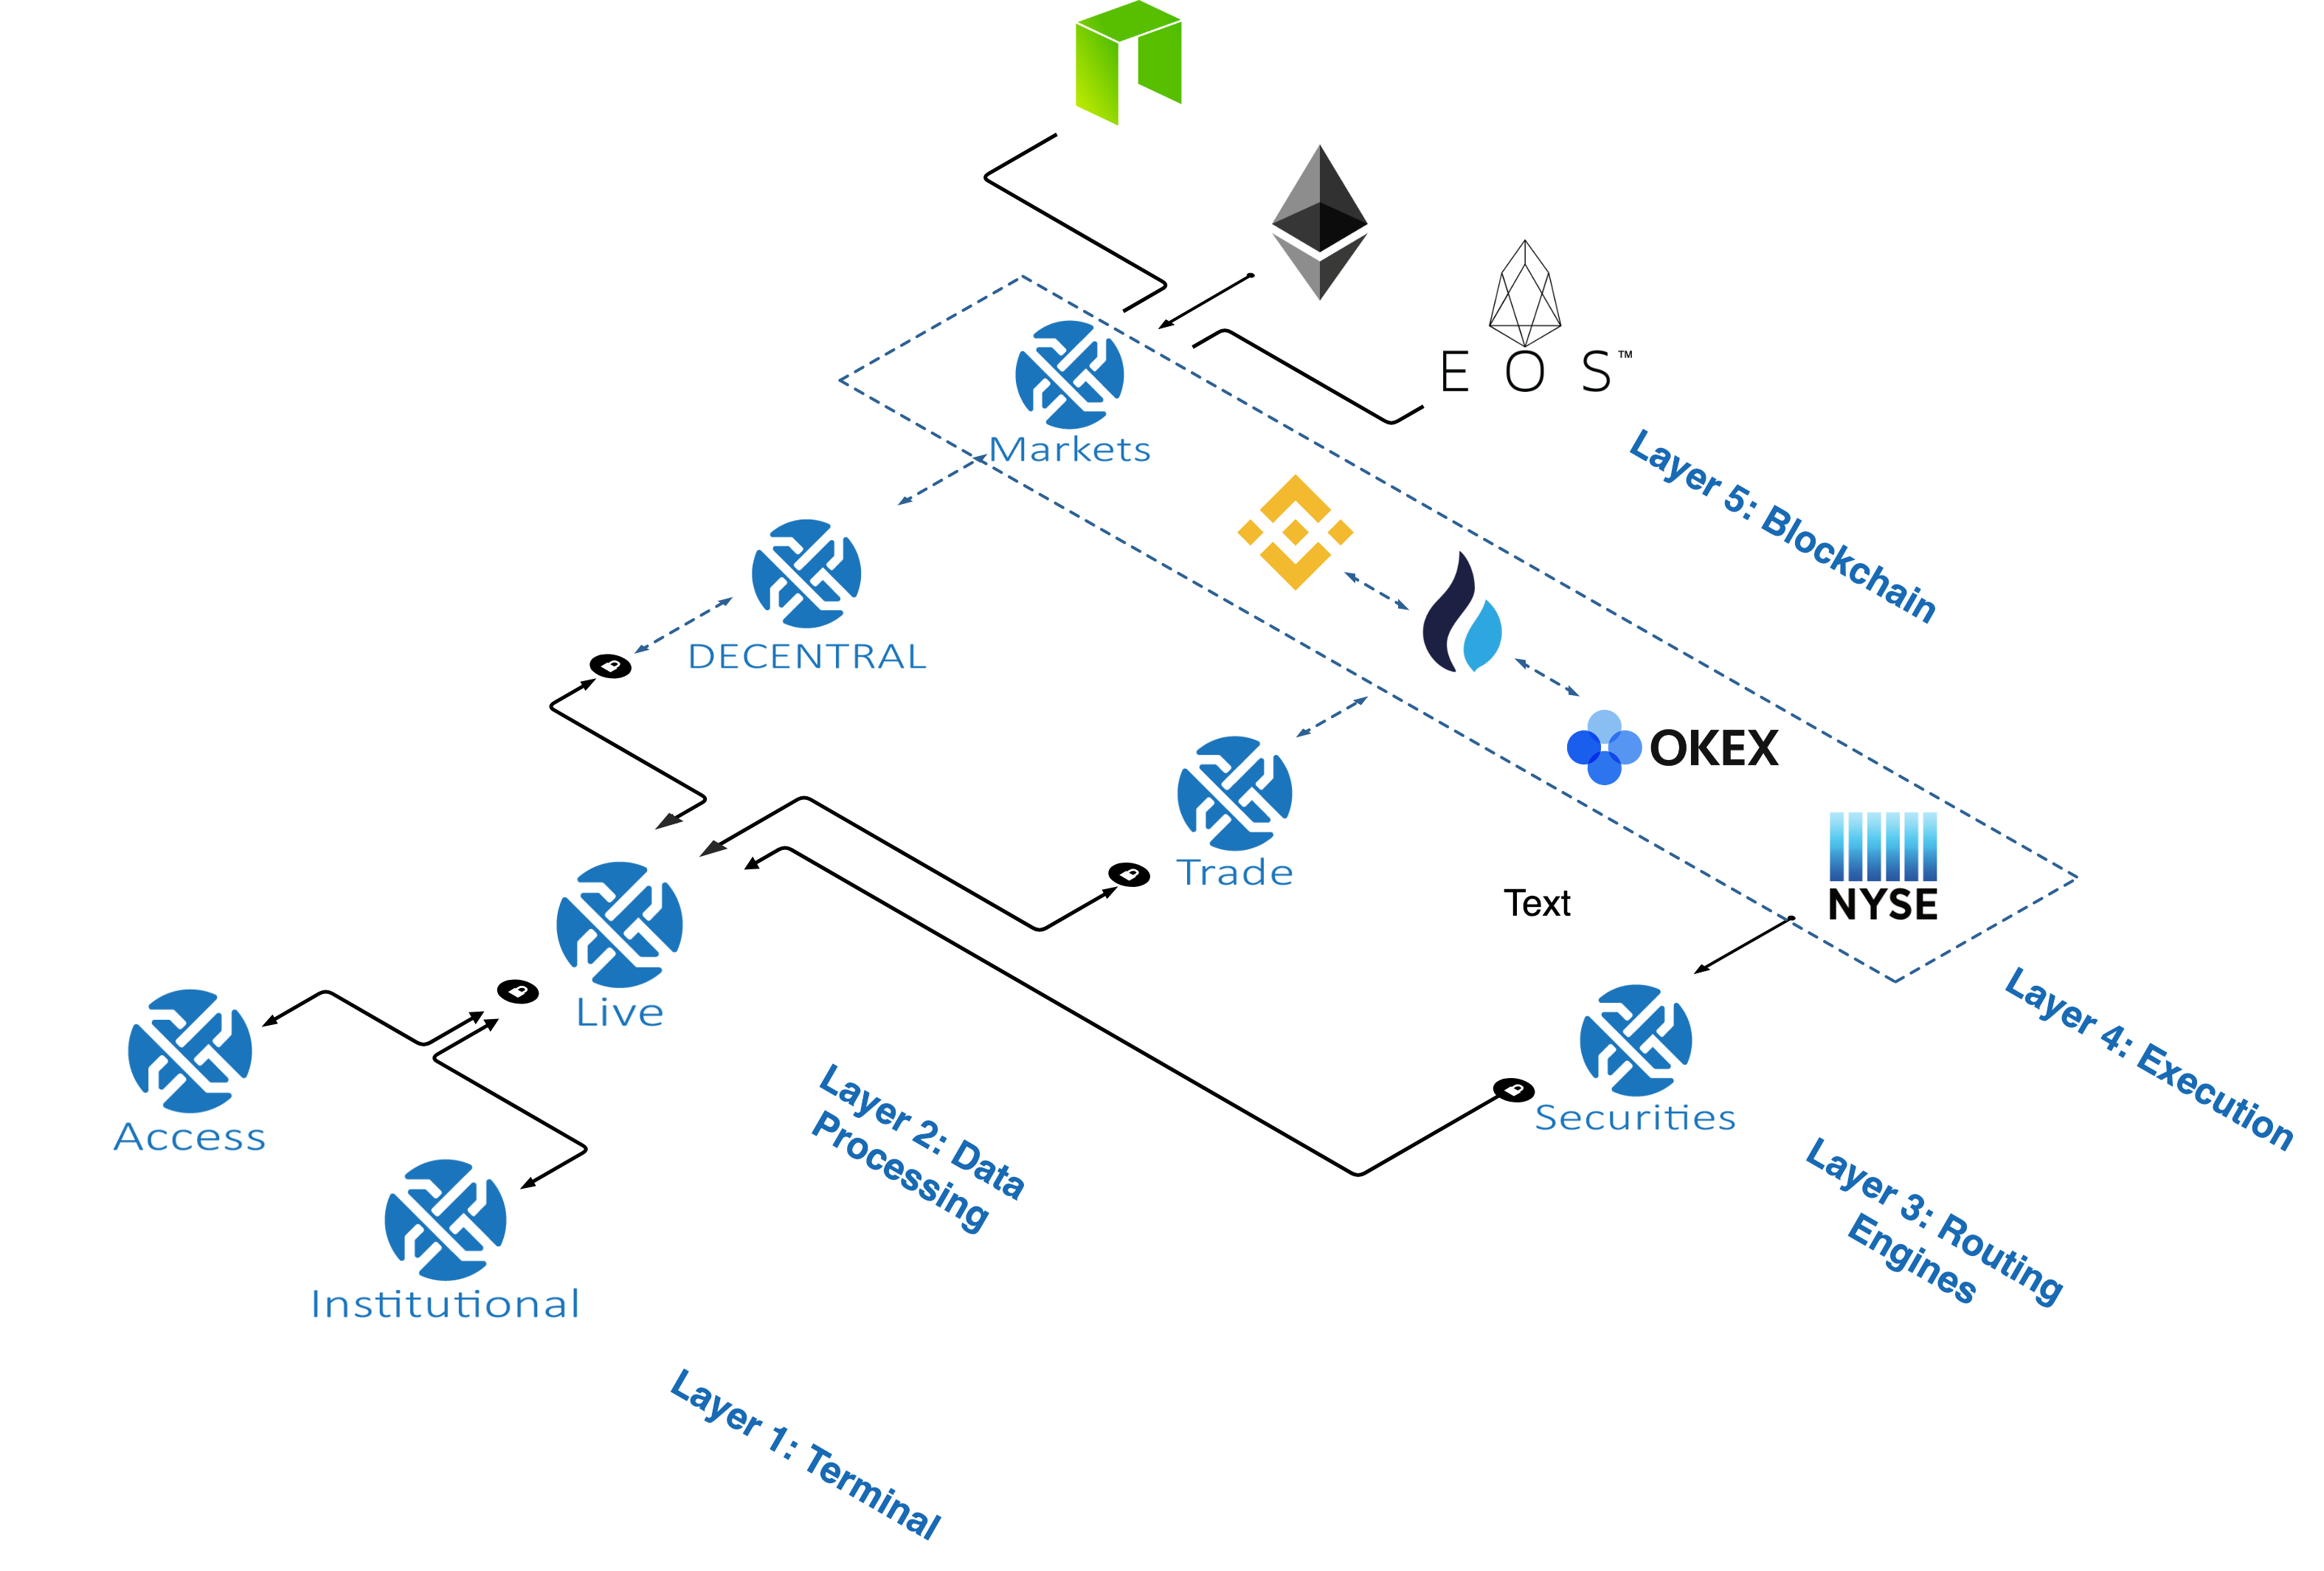 E O S™
Markets
Layer 5: Blockchain
DECENTRAL
OKEX
Trade
Text
NYSE
Live
Layer 4: Execution
Access
Securities
Layer 2: Data
Processing
Layer 3: Routing
Engines
Institutional
Layer 1: Terminal